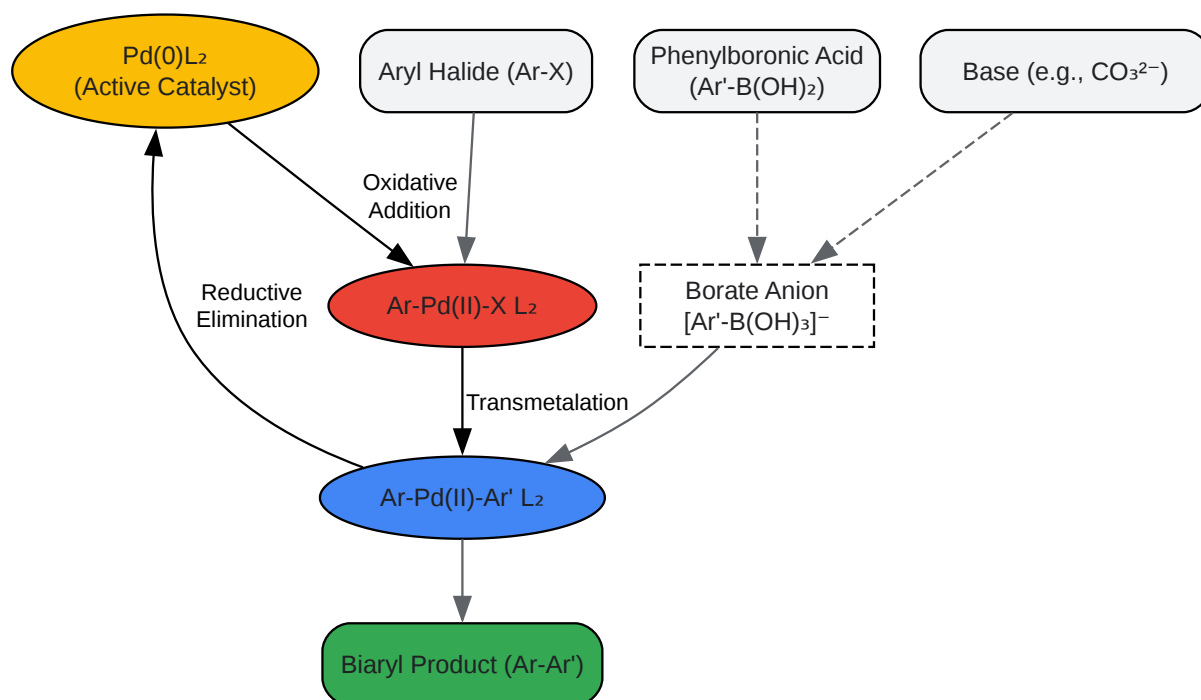 Pd(0)L₂
(Active Catalyst)
Aryl Halide (Ar-X)
Phenylboronic Acid
(Ar'-B(OH)₂)
Base (e.g., CO₃²⁻)
Oxidative
Addition
Reductive
Elimination
Ar-Pd(II)-X L₂
Borate Anion
[Ar'-B(OH)₃]⁻
Transmetalation
Ar-Pd(II)-Ar' L₂
Biaryl Product (Ar-Ar')